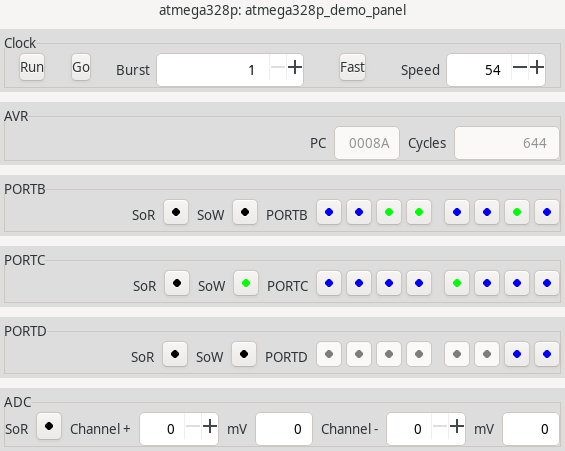 atmega328p: atmega328p_demo_panel
Clock
Run Go Burst 1 Fast Speed 54
AVR
PC 0008A Cycles 644
PORTB
SoR SoW PORTB
PORTC
SoR SoW PORTC
PORTD
SoR SoW PORTD
ADC
SoR Channel + 0 mV 0 Channel - 0 mV 0